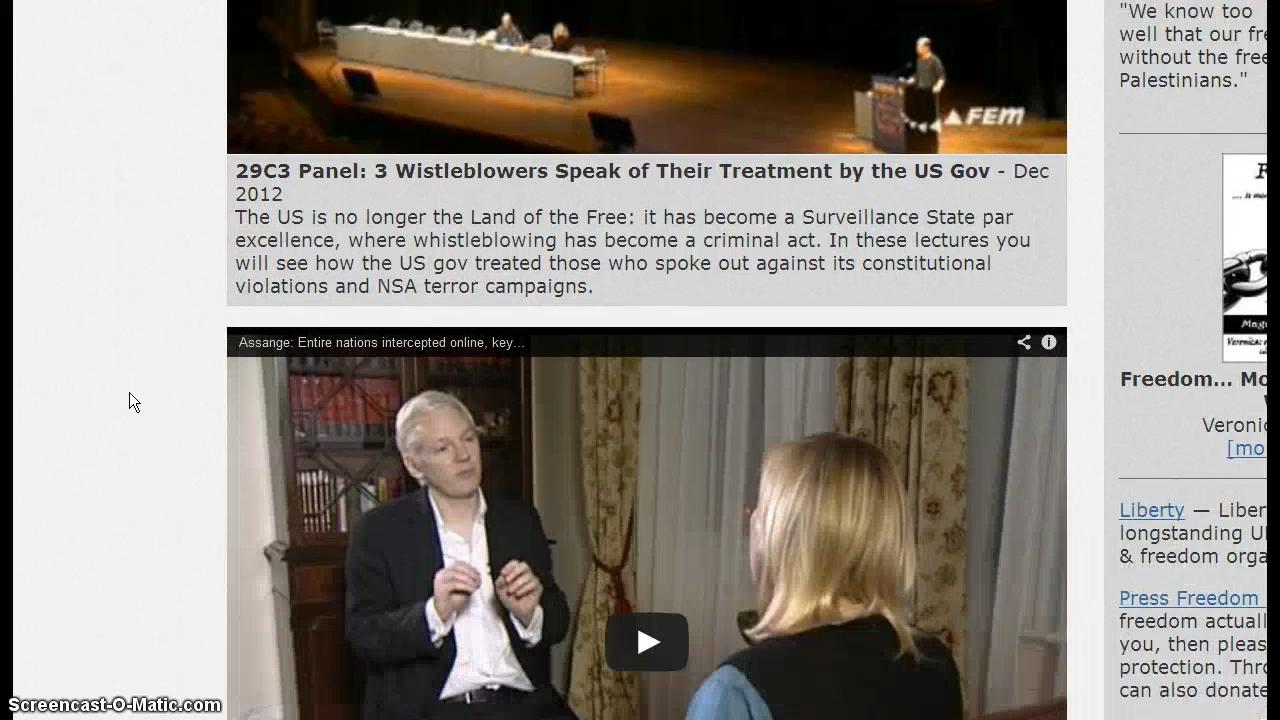 FEM
29C3 Panel: 3 Wistleblowers Speak of Their Treatment by the US Gov - Dec
2012
The US is no longer the Land of the Free: it has become a Surveillance State par
excellence, where whistleblowing has become a criminal act. In these lectures you
will see how the US gov treated those who spoke out against its constitutional
violations and NSA terror campaigns.
Assange: Entire nations intercepted online, key...
"We know too
well that our fre
without the free
Palestinians."
Freedom... Mo
Veronic
[mo
Liberty — Liber
longstanding U
& freedom orga
Press Freedom
freedom actuall
you, then pleas
protection. Thro
can also donate
Screencast-O-Matic.com